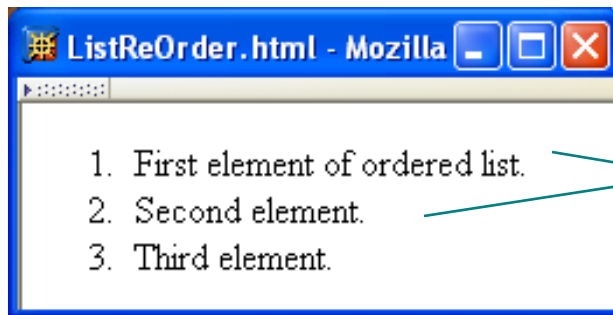 ListReOrder.html - Mozilla
1. First element of ordered list.
2. Second element.
3. Third element.